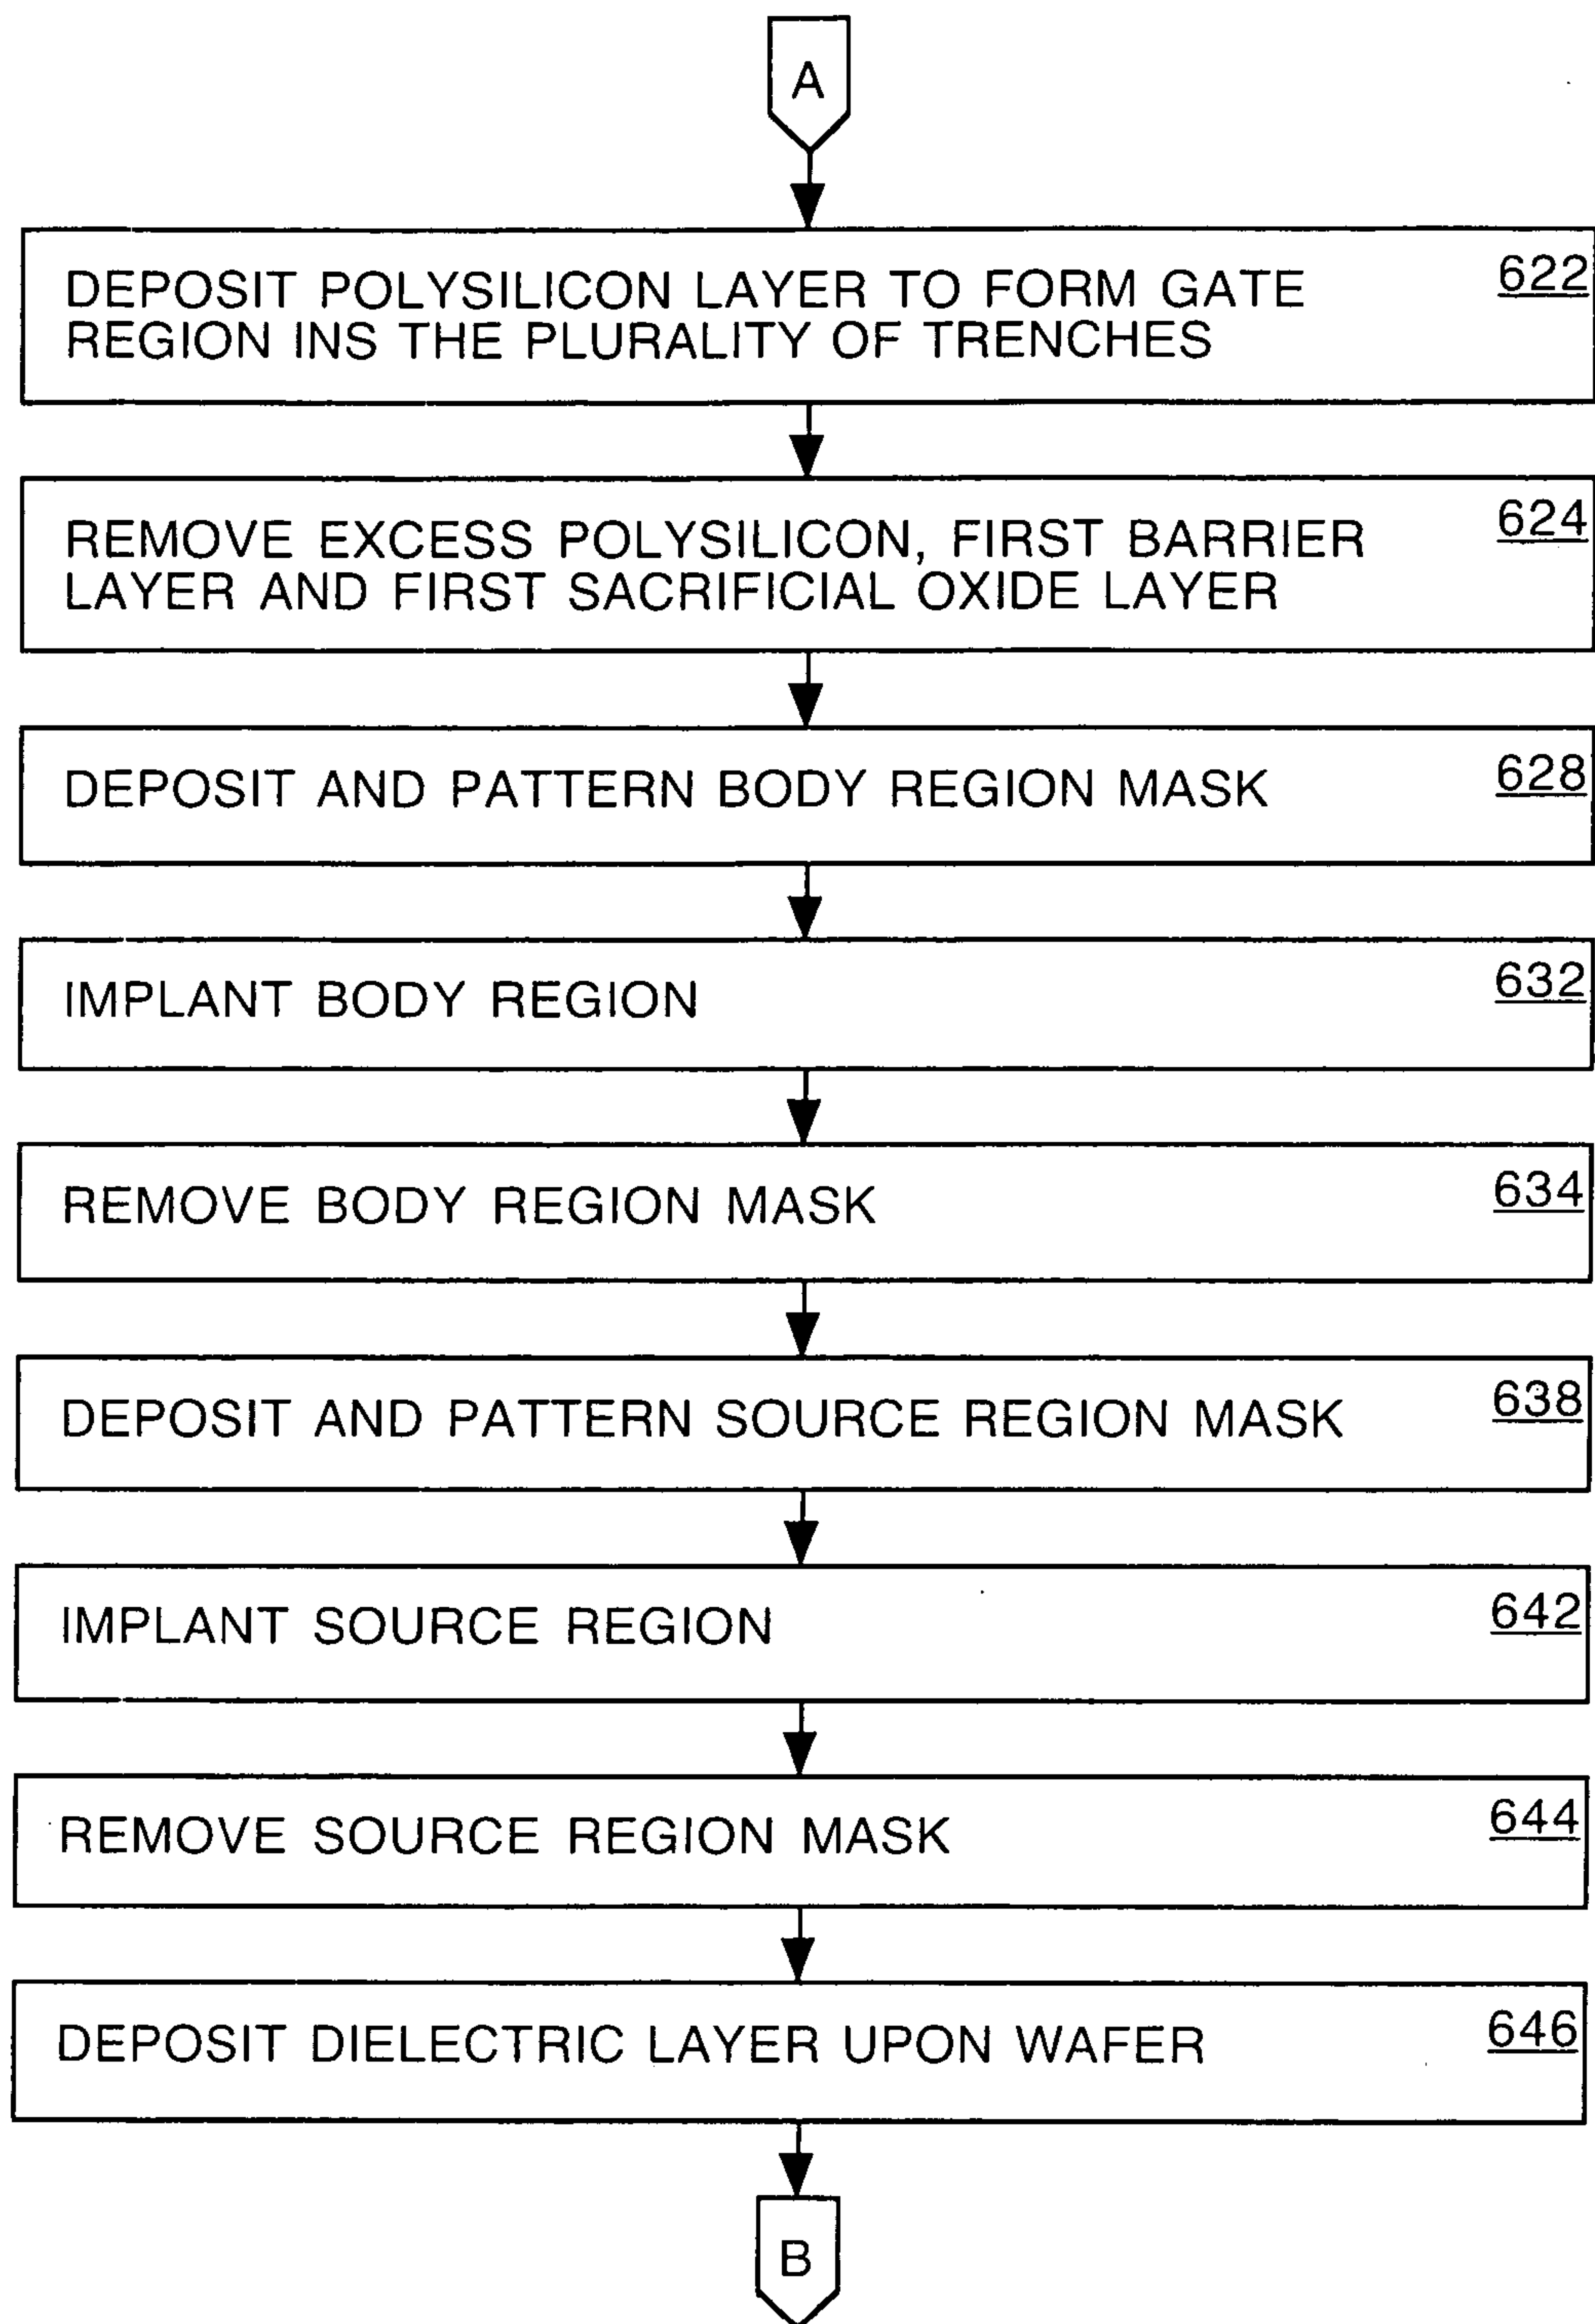 A
DEPOSIT POLYSILICON LAYER TO FORM GATE 622
REGION INS THE PLURALITY OF TRENCHES
REMOVE EXCESS POLYSILICON, FIRST BARRIER 624
LAYER AND FIRST SACRIFICIAL OXIDE LAYER
DEPOSIT AND PATTERN BODY REGION MASK 628
IMPLANT BODY REGION 632
REMOVE BODY REGION MASK 634
DEPOSIT AND PATTERN SOURCE REGION MASK 638
IMPLANT SOURCE REGION 642
REMOVE SOURCE REGION MASK 644
DEPOSIT DIELECTRIC LAYER UPON WAFER 646
B